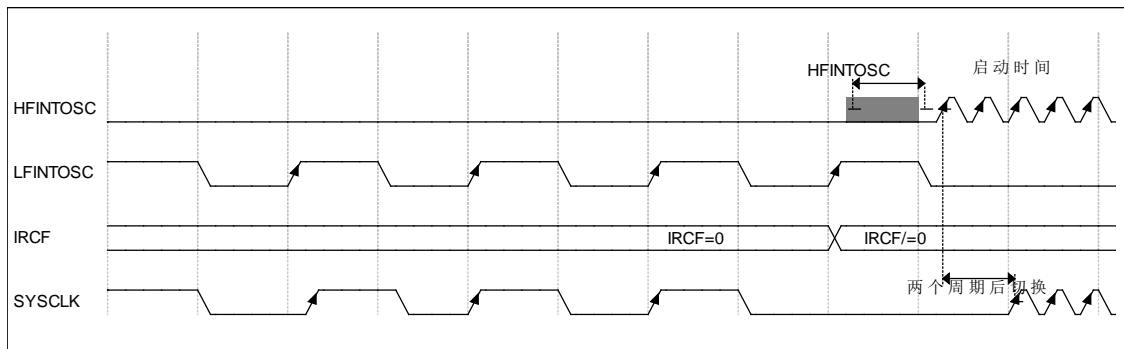 HFINTOSC 启动时间
HFINTOSC
LFINTOSC
IRCF IRCF=0 IRCF/=0
两个周期后切换
SYSCLK